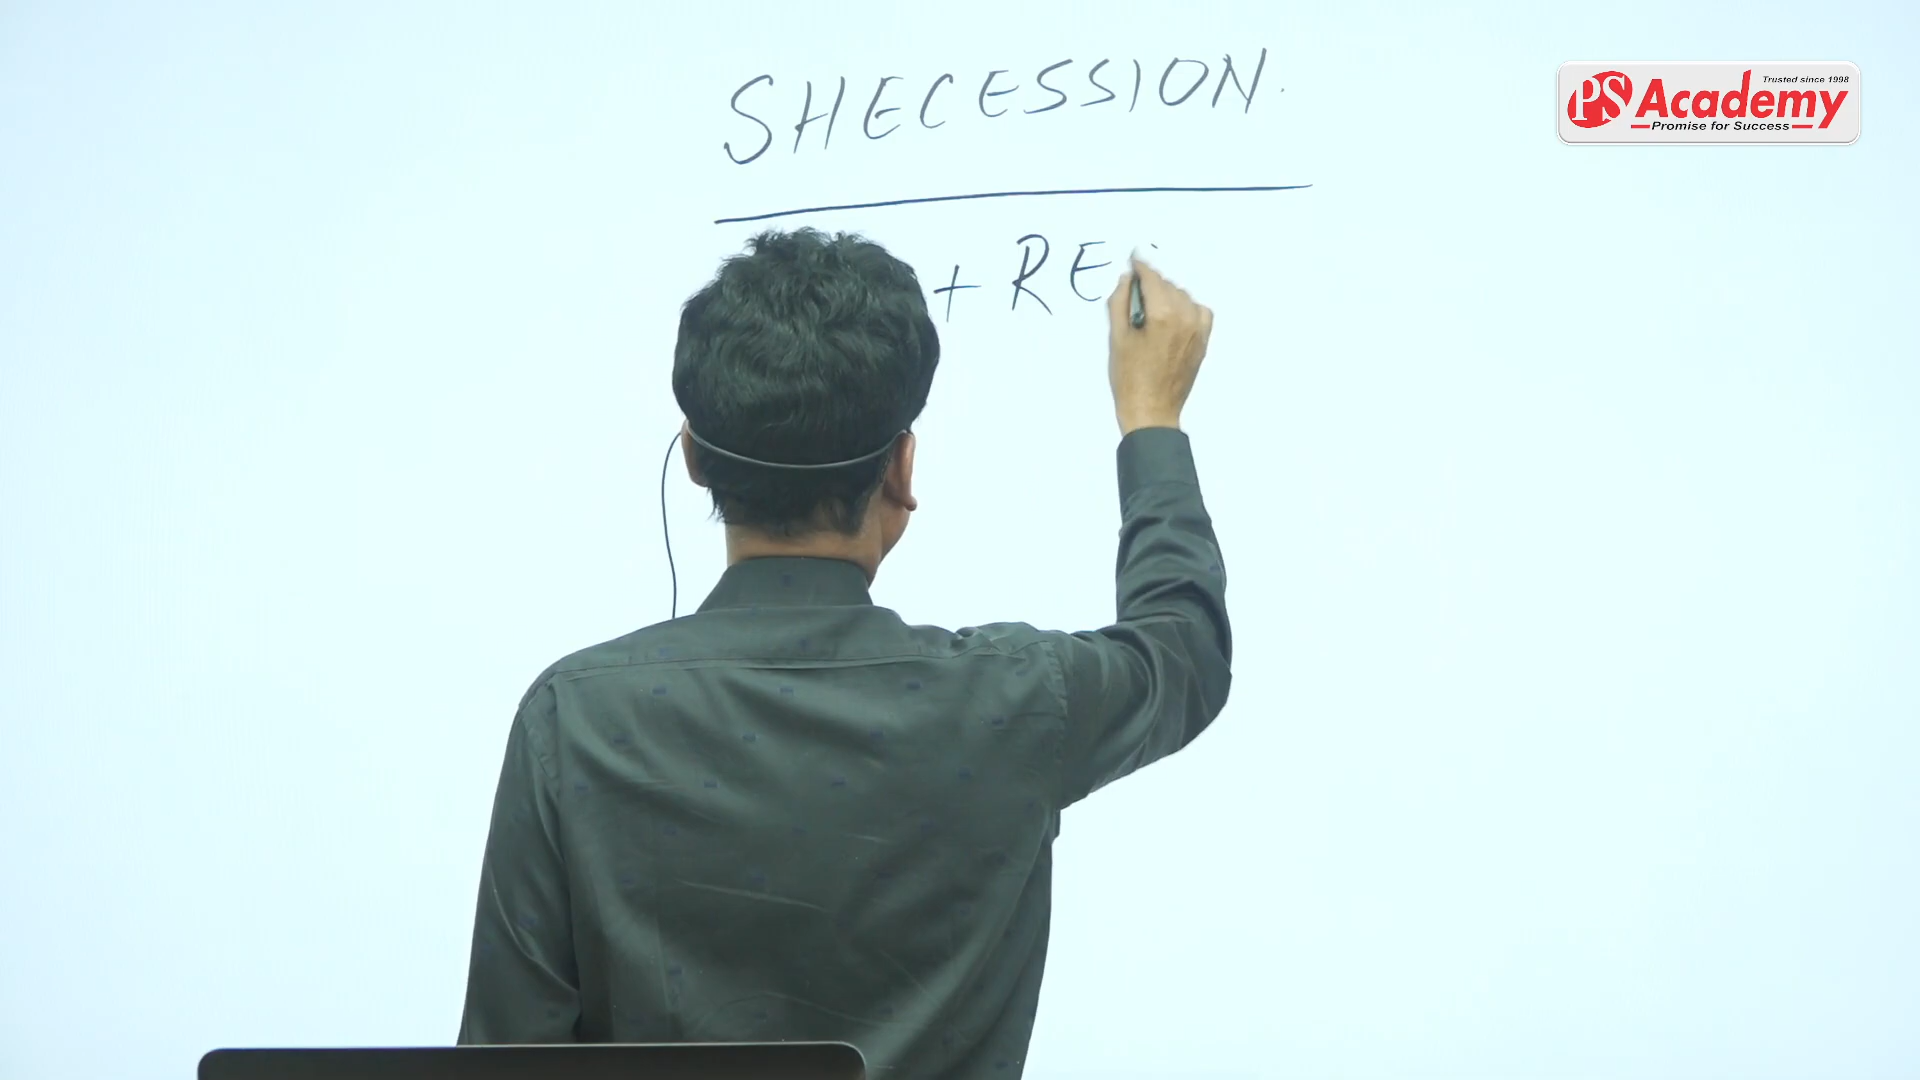 SHECESSION.
+ RE
PS Academy
Trusted since 1998
Promise for Success